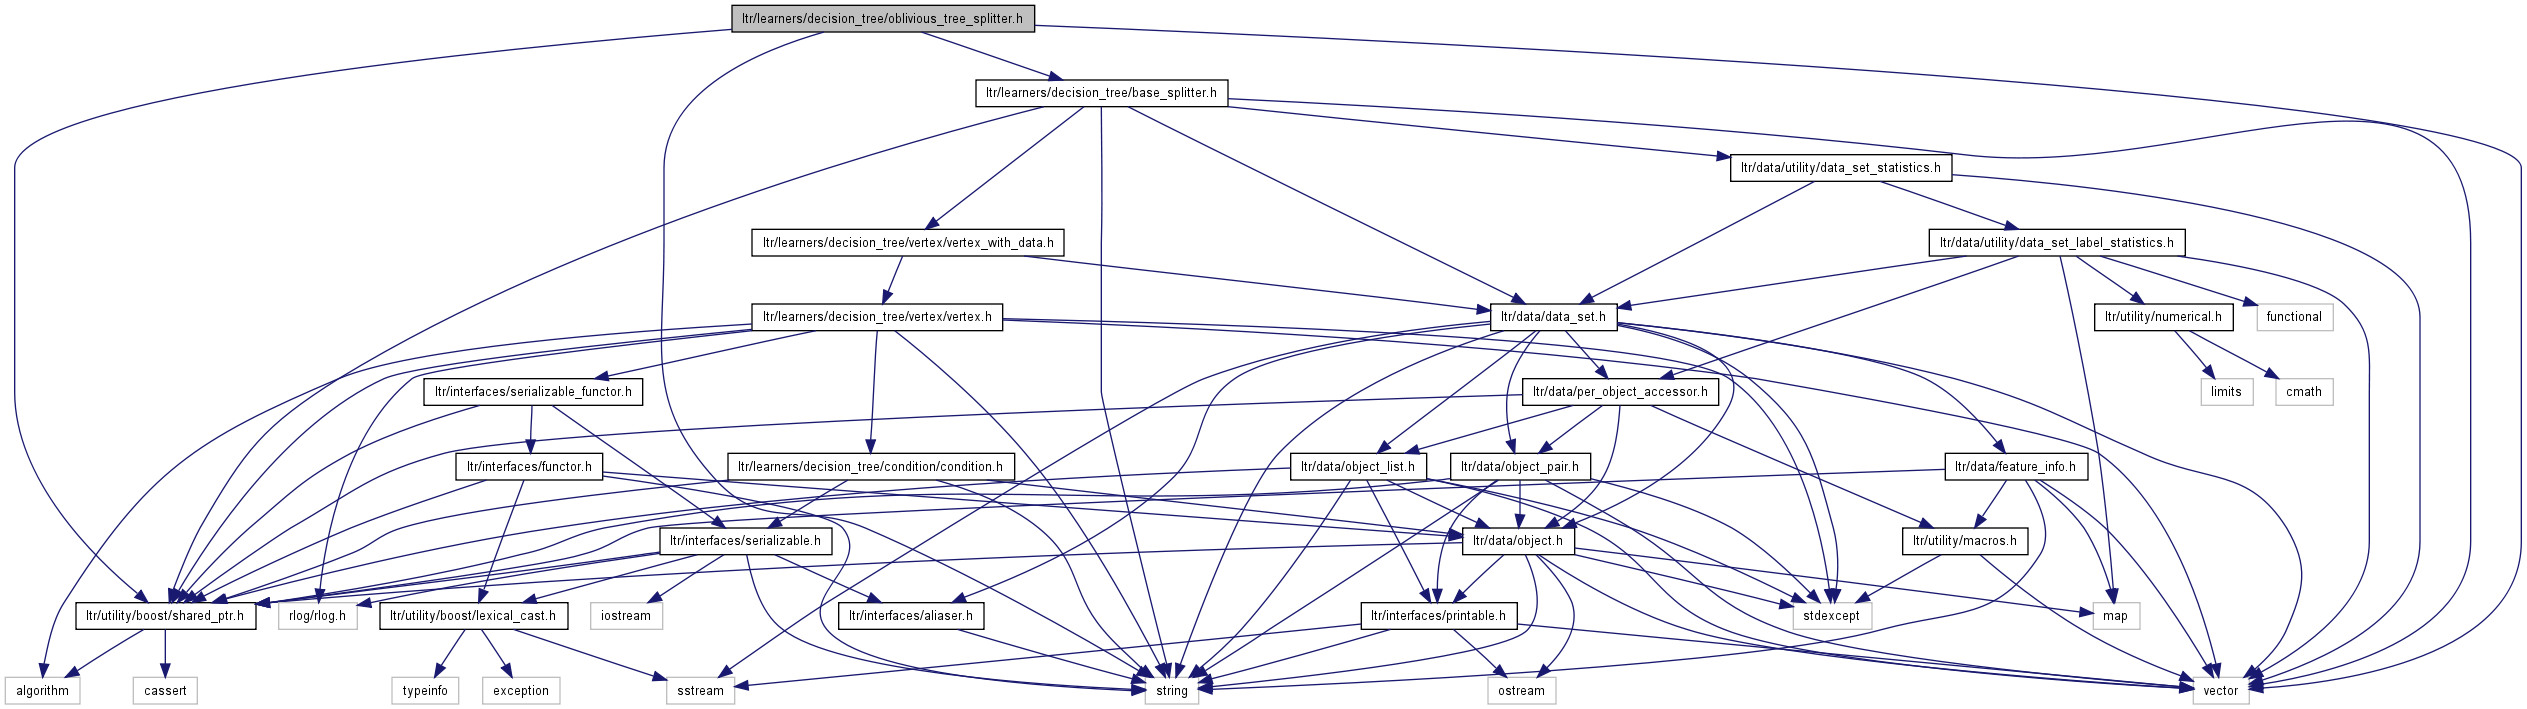 ltr/learners/decision_tree/oblivious_tree_splitter.h
ltr/learners/decision_tree/base_splitter.h
ltr/data/utility/data_set_statistics.h
ltr/learners/decision_tree/vertex/vertex_with_data.h
ltr/data/utility/data_set_label_statistics.h
ltr/learners/decision_tree/vertex/vertex.h
ltr/data/data_set.h
ltr/utility/numerical.h
functional
ltr/interfaces/serializable_functor.h
ltr/data/per_object_accessor.h
limits
cmath
ltr/interfaces/functor.h
ltr/learners/decision_tree/condition/condition.h
ltr/data/object_list.h
ltr/data/object_pair.h
ltr/data/feature_info.h
ltr/interfaces/serializable.h
ltr/data/object.h
ltr/utility/macros.h
ltr/utility/boost/shared_ptr.h
rlog/rlog.h
ltr/utility/boost/lexical_cast.h
iostream
ltr/interfaces/aliaser.h
ltr/interfaces/printable.h
stdexcept
map
algorithm
cassert
typeinfo
exception
sstream
string
ostream
vector